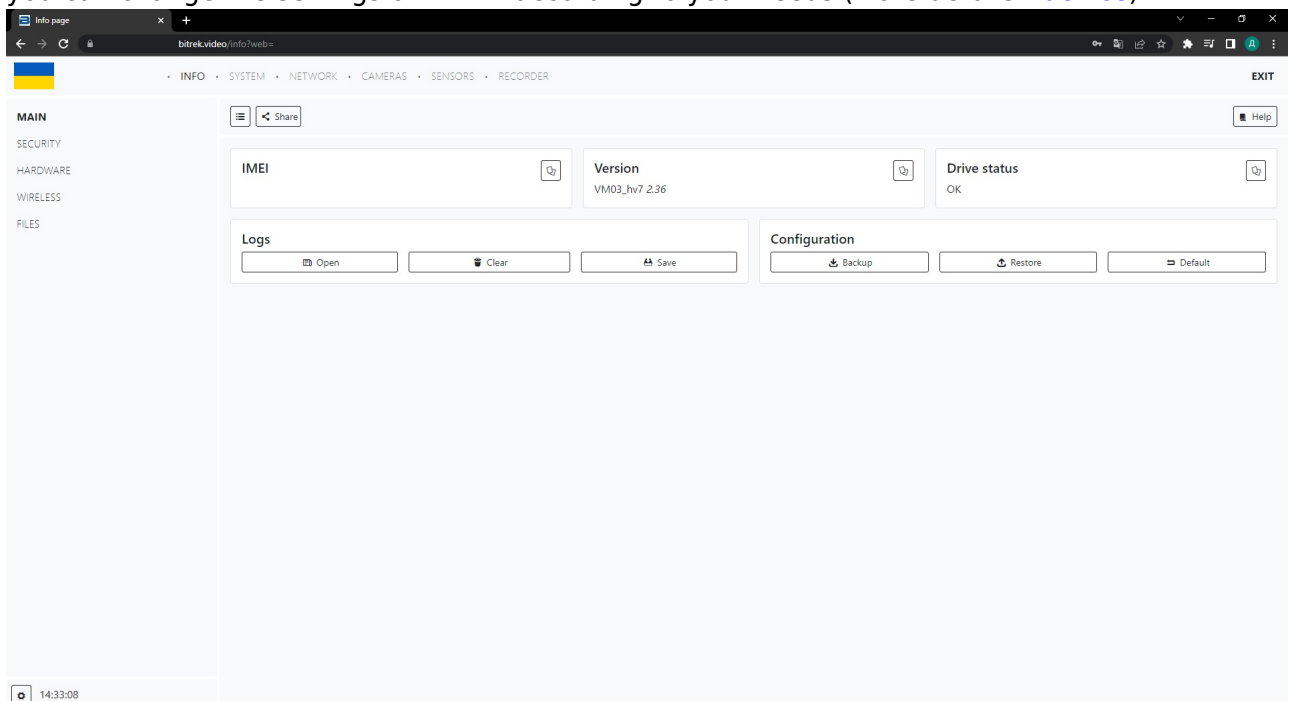 Info page
bitrek.video/info?web=
Д
• INFO • SYSTEM • NETWORK • CAMERAS • SENSORS • RECORDER
EXIT
MAIN
SECURITY
HARDWARE
WIRELESS
FILES
Share
Help
IMEI
Version
VM03_hv7 2.36
Drive status
OK
Logs
Open
Clear
Save
Configuration
Backup
Restore
Default
14:33:08